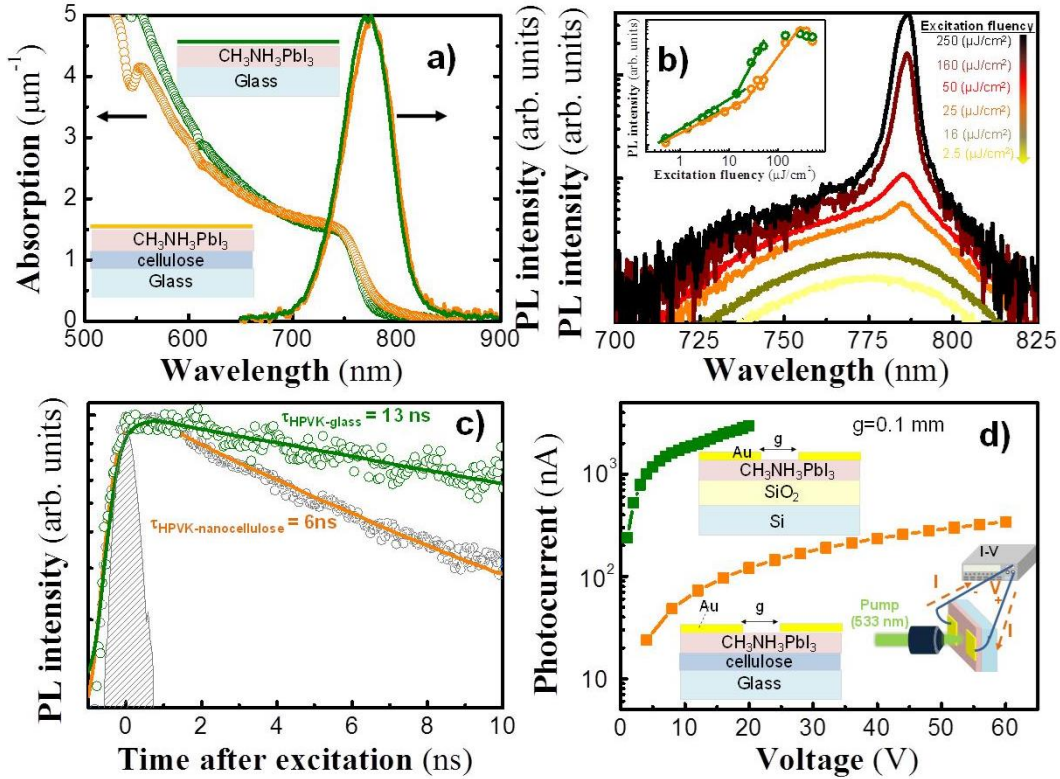 a)
Absorption (μm⁻¹)
5
4
3
2
1
0
CH₃NH₃PbI₃
Glass
CH₃NH₃PbI₃
cellulose
Glass
500
600
700
800
900
Wavelength (nm)
PL intensity (arb. units)
PL intensity (arb. units)
b)
PL intensity (arb. units)
1
10
100
Excitation fluency (μJ/cm²)
Excitation fluency
250 (μJ/cm²)
160 (μJ/cm²)
50 (μJ/cm²)
25 (μJ/cm²)
16 (μJ/cm²)
2.5 (μJ/cm²)
700
725
750
775
800
825
Wavelength (nm)
PL intensity (arb. units)
c)
τHPVK-glass = 13 ns
τHPVK-nanocellulose = 6ns
0
2
4
6
8
10
Time after excitation (ns)
Photocurrent (nA)
10³
10²
10¹
d)
g=0.1 mm
Au
g
CH₃NH₃PbI₃
SiO₂
Si
Au
g
CH₃NH₃PbI₃
cellulose
Glass
I-V
I
V
-
+
I
Pump
(533 nm)
0
10
20
30
40
50
60
Voltage (V)